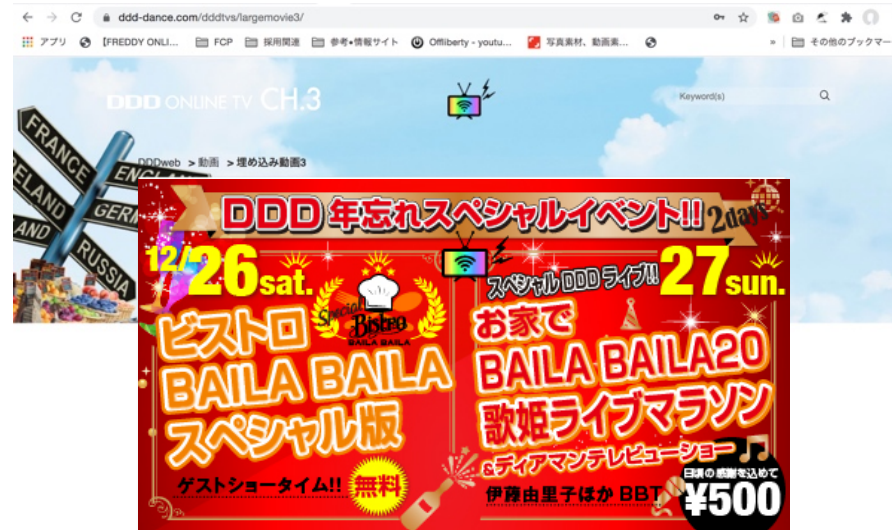 ddd-dance.com/dddtvs/largemovie3/
アプリ
[FREDDY ONLI...
FCP
採用関連
参考•情報サイト
Offliberty - youtu...
写真素材、動画素...
»
その他のブックマー
DDD ONLINE TV CH.3
Keyword(s)
DDDweb > 動画 > 埋め込み動画3
FRANCE
ENGL
ELAND
GERM
AND
RUSSIA
DDD 年忘れスペシャルイベント!! 2days
12/26sat.
Special
Bistro
BAILA BAILA
ビストロ
BAILA BAILA
スペシャル版
ゲストショータイム!!
無料
スペシャル DDD ライブ!!
27sun.
お家で
BAILA BAILA20
歌姫ライブマラソン
&ディアマンテレビューショー
伊藤由里子ほか BBT
日頃の感謝を込めて
¥500